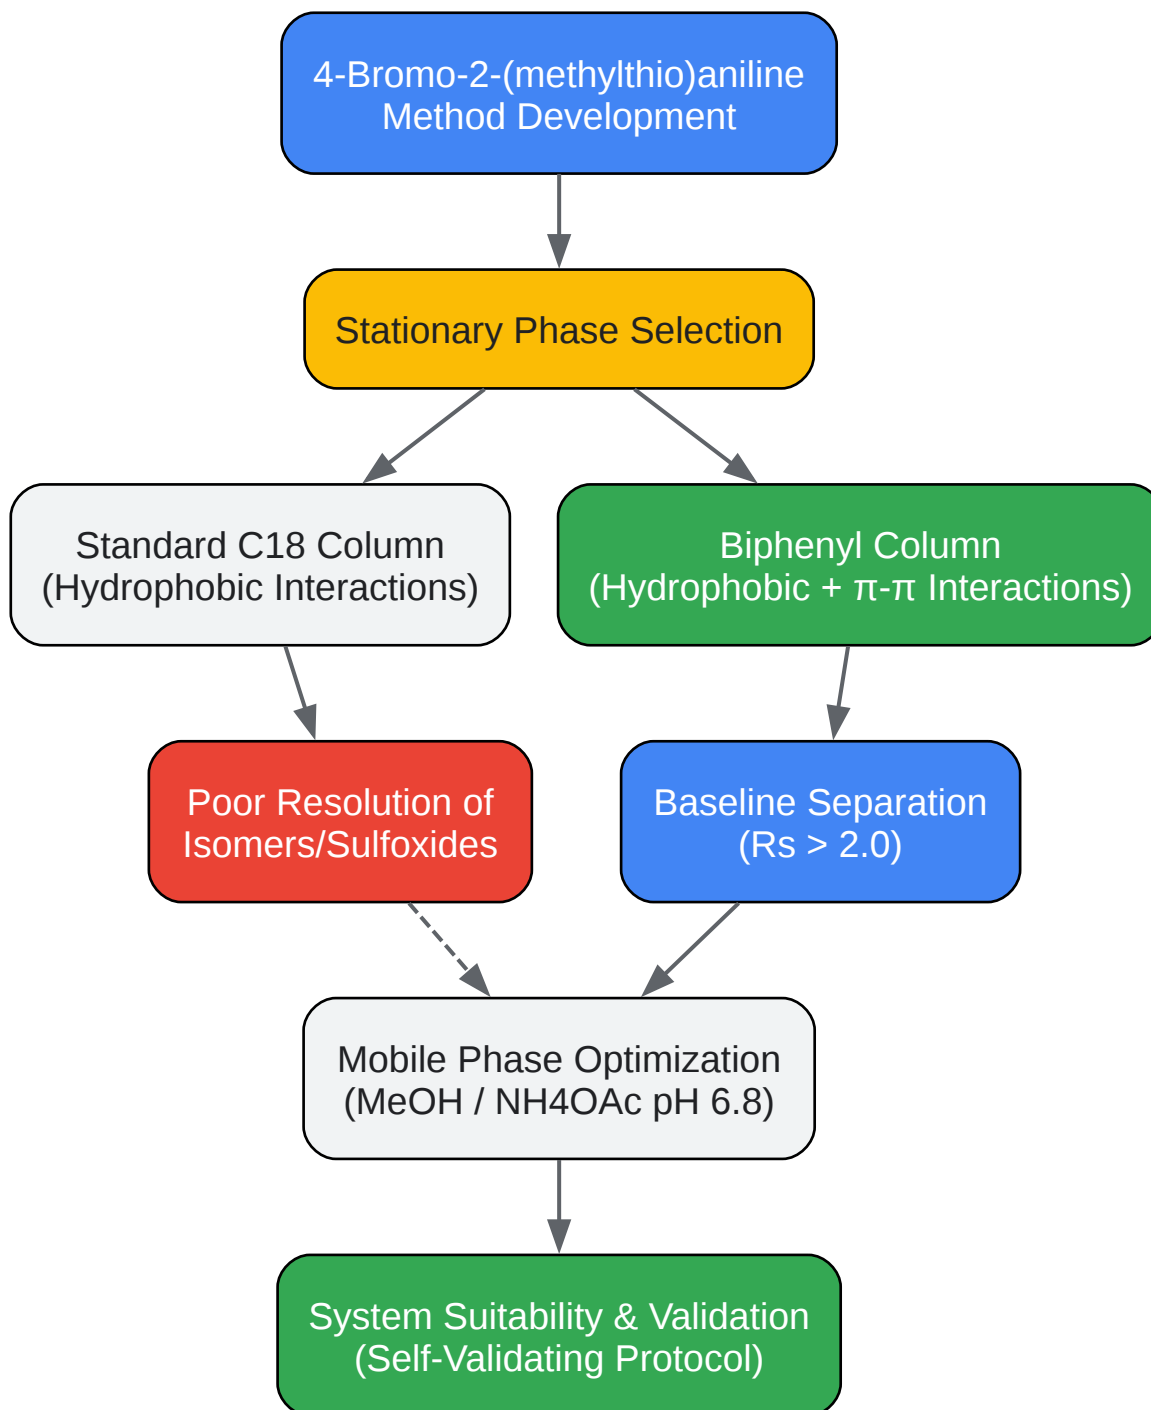 4-Bromo-2-(methylthio)aniline
Method Development
Stationary Phase Selection
Standard C18 Column
(Hydrophobic Interactions)
Biphenyl Column
(Hydrophobic + π-π Interactions)
Poor Resolution of
Isomers/Sulfoxides
Baseline Separation
(Rs > 2.0)
Mobile Phase Optimization
(MeOH / NH4OAc pH 6.8)
System Suitability & Validation
(Self-Validating Protocol)